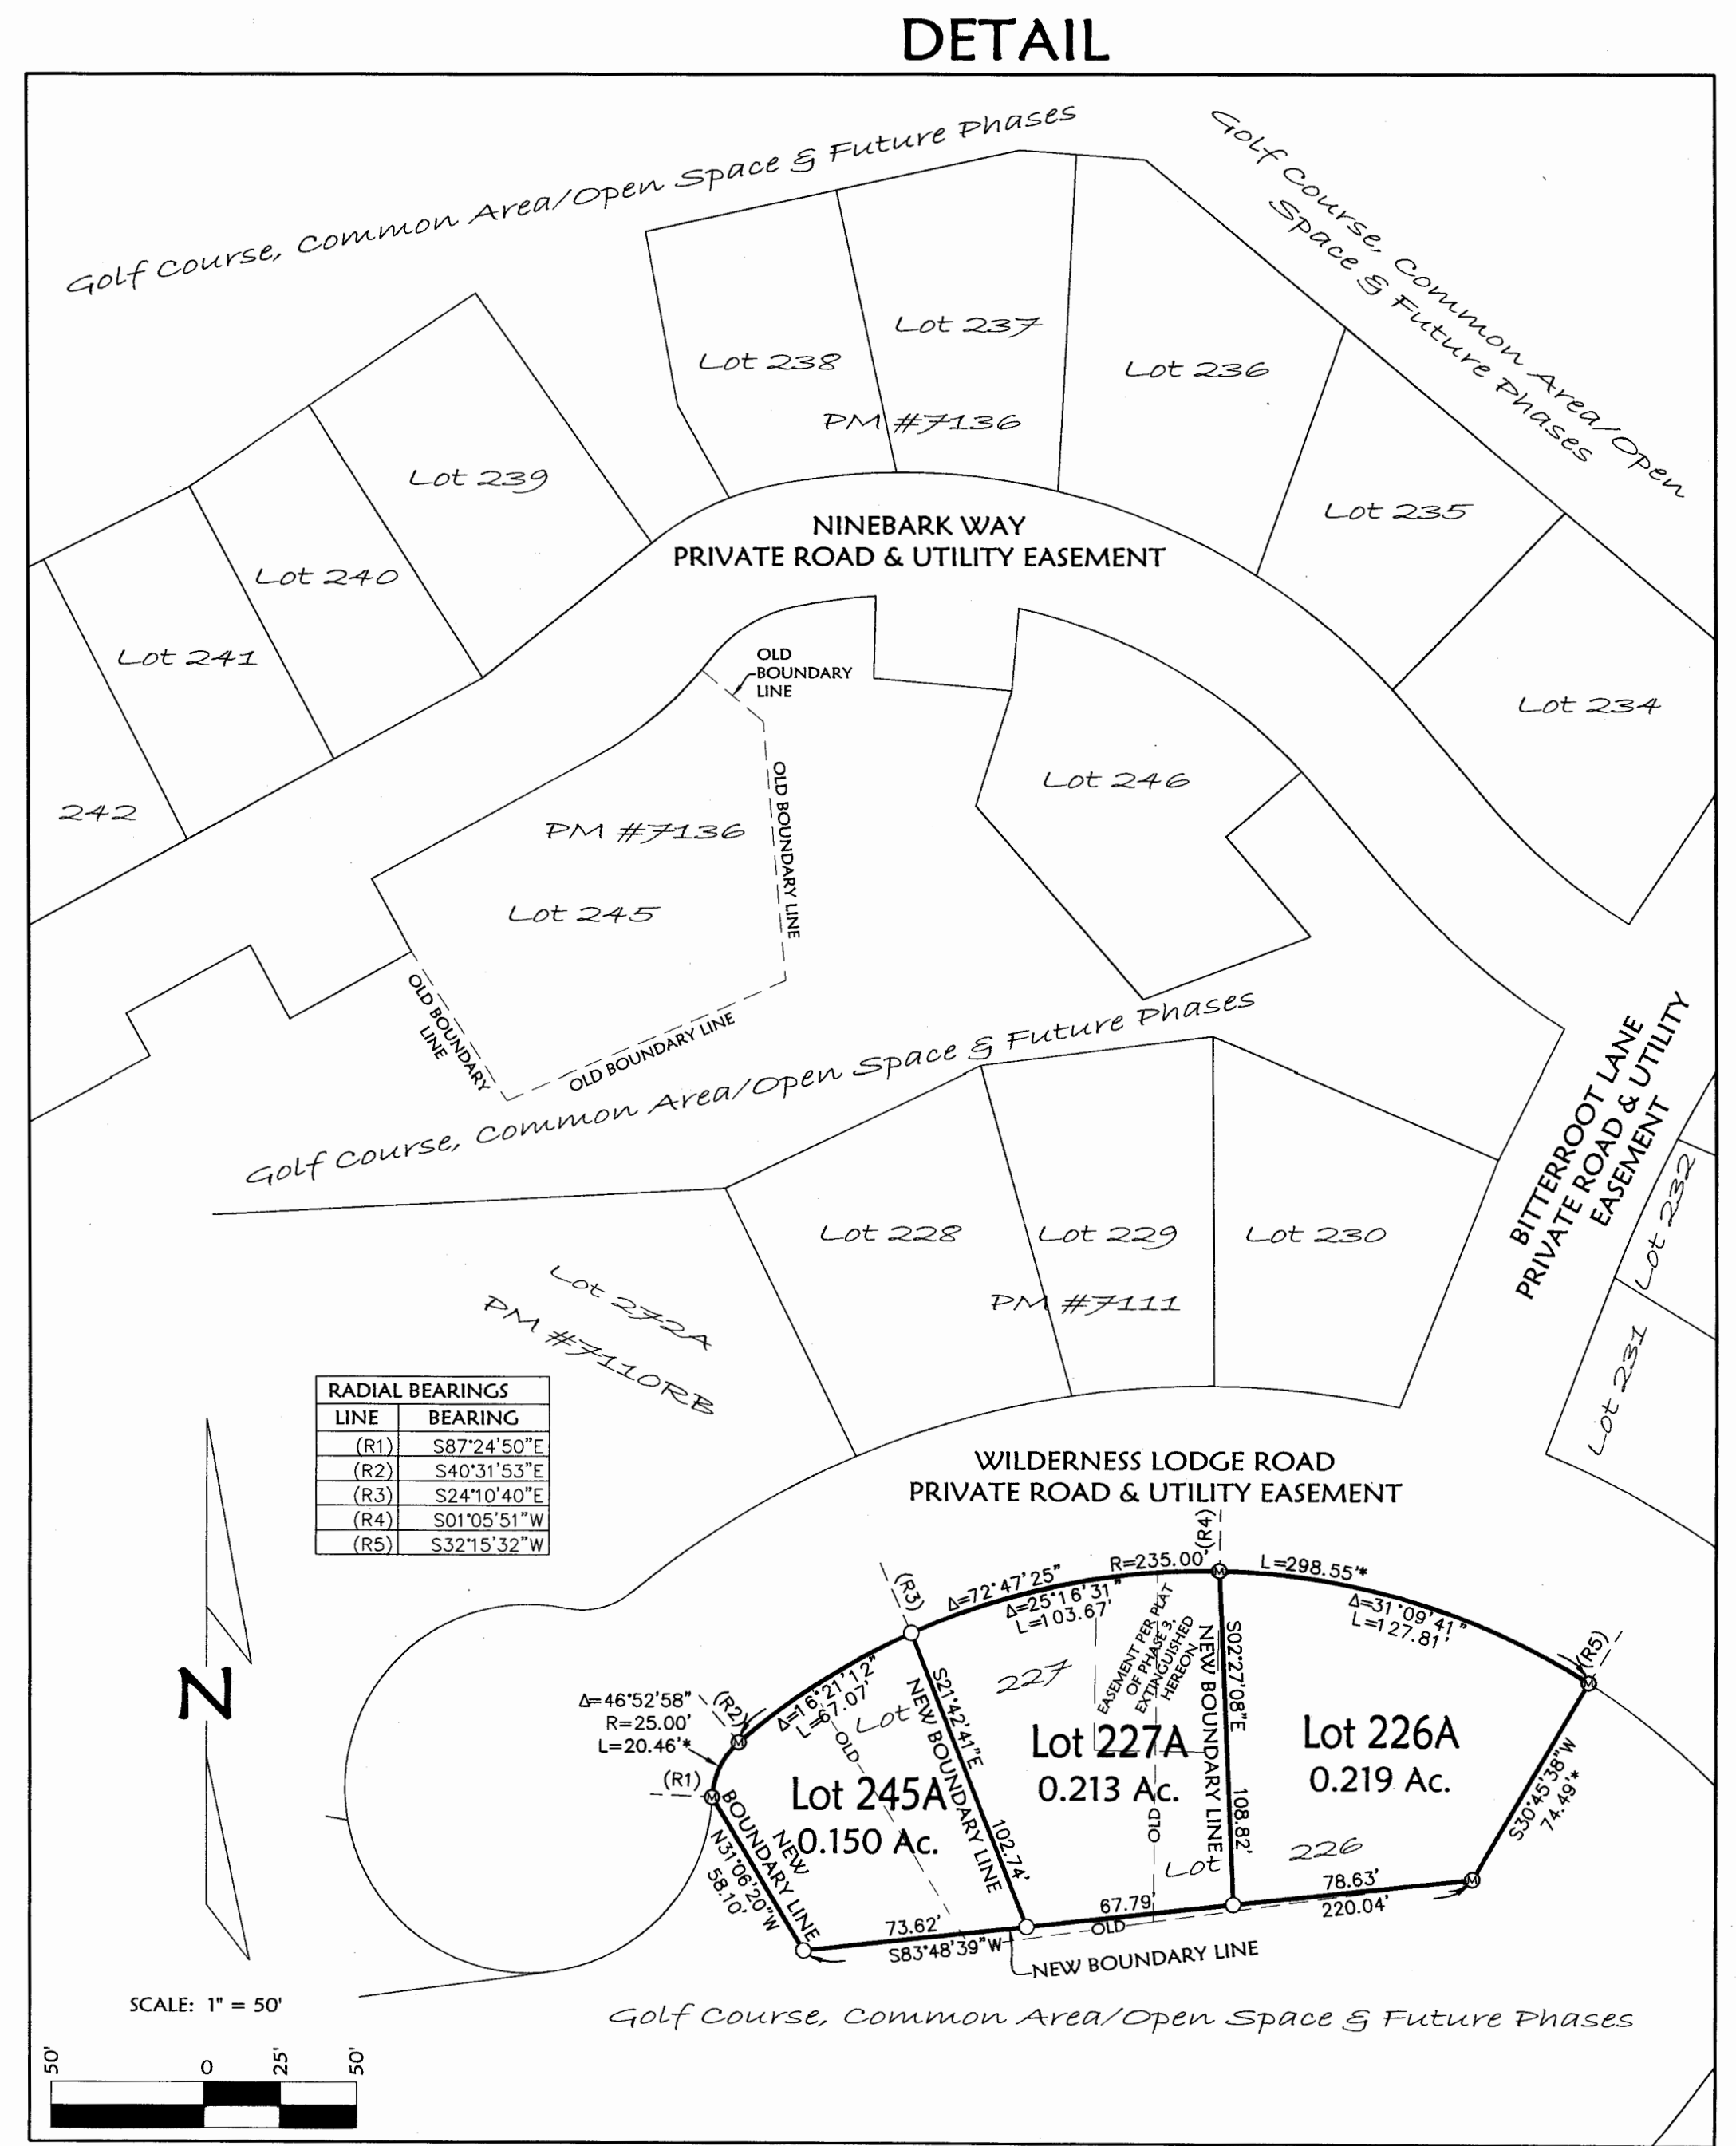 DETAIL
Golf Course, Common Area/Open Space & Future Phases
Golf Course, Common Area/Open
Space & Future Phases
Lot 238
Lot 237
PM #7136
Lot 236
Lot 235
Lot 234
Lot 239
Lot 240
Lot 241
242
NINEBARK WAY
PRIVATE ROAD & UTILITY EASEMENT
OLD
BOUNDARY
LINE
OLD BOUNDARY LINE
PM #7136
Lot 245
Lot 246
OLD BOUNDARY
LINE
OLD BOUNDARY LINE
Golf Course, Common Area/Open Space & Future Phases
BITTERROOT LANE
PRIVATE ROAD & UTILITY
EASEMENT
Lot 232
Lot 231
Lot 228
Lot 229
Lot 230
PM #7111
Lot 272A
PM #7110RB
RADIAL BEARINGS
LINE BEARING
(R1) S87°24'50"E
(R2) S40°31'53"E
(R3) S24°10'40"E
(R4) S01°05'51"W
(R5) S32°15'32"W
WILDERNESS LODGE ROAD
PRIVATE ROAD & UTILITY EASEMENT
(R3)
Δ=72°47'25"
R=235.00'
(R4)
L=298.55'*
Δ=25°16'31"
L=103.67'
Δ=31°09'41"
L=127.81'
(R5)
EASEMENT PER PLAT
OF PHASE 3,
EXTINGUISHED
HEREON
Δ=46°52'58"
R=25.00'
L=20.46'*
(R2)
(R1)
Δ=16°21'12"
L=67.07'
OLD
Lot 227
S21°42'41"E
102.74'
NEW BOUNDARY LINE
Lot 245A
0.150 Ac.
Lot 227A
0.213 Ac.
OLD
S02°27'08"E
108.82'
NEW BOUNDARY LINE
Lot 226A
0.219 Ac.
Lot 226
S30°45'38"W
74.49'*
NEW
BOUNDARY LINE
N31°06'20"W
58.10'
73.62'
S83°48'39"W
67.79'
OLD
78.63'
220.04'
NEW BOUNDARY LINE
Golf Course, Common Area/Open Space & Future Phases
N
SCALE: 1" = 50'
50' 0 25' 50'